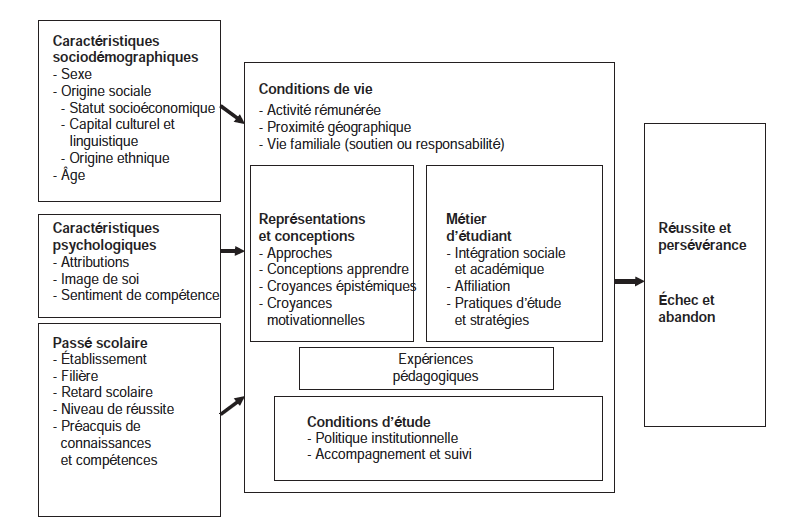 Caractéristiques
sociodémographiques
- Sexe
- Origine sociale
- Statut socioéconomique
- Capital culturel et
linguistique
- Origine ethnique
- Âge
Caractéristiques
psychologiques
- Attributions
- Image de soi
- Sentiment de compétence
Passé scolaire
- Établissement
- Filière
- Retard scolaire
- Niveau de réussite
- Préacquis de
connaissances
et compétences
Conditions de vie
- Activité rémunérée
- Proximité géographique
- Vie familiale (soutien ou responsabilité)
Représentations
et conceptions
- Approches
- Conceptions apprendre
- Croyances épistémiques
- Croyances
motivationnelles
Métier
d'étudiant
- Intégration sociale
et académique
- Affiliation
- Pratiques d'étude
et stratégies
Expériences
pédagogiques
Conditions d'étude
- Politique institutionnelle
- Accompagnement et suivi
Réussite et
persévérance
Échec et
abandon